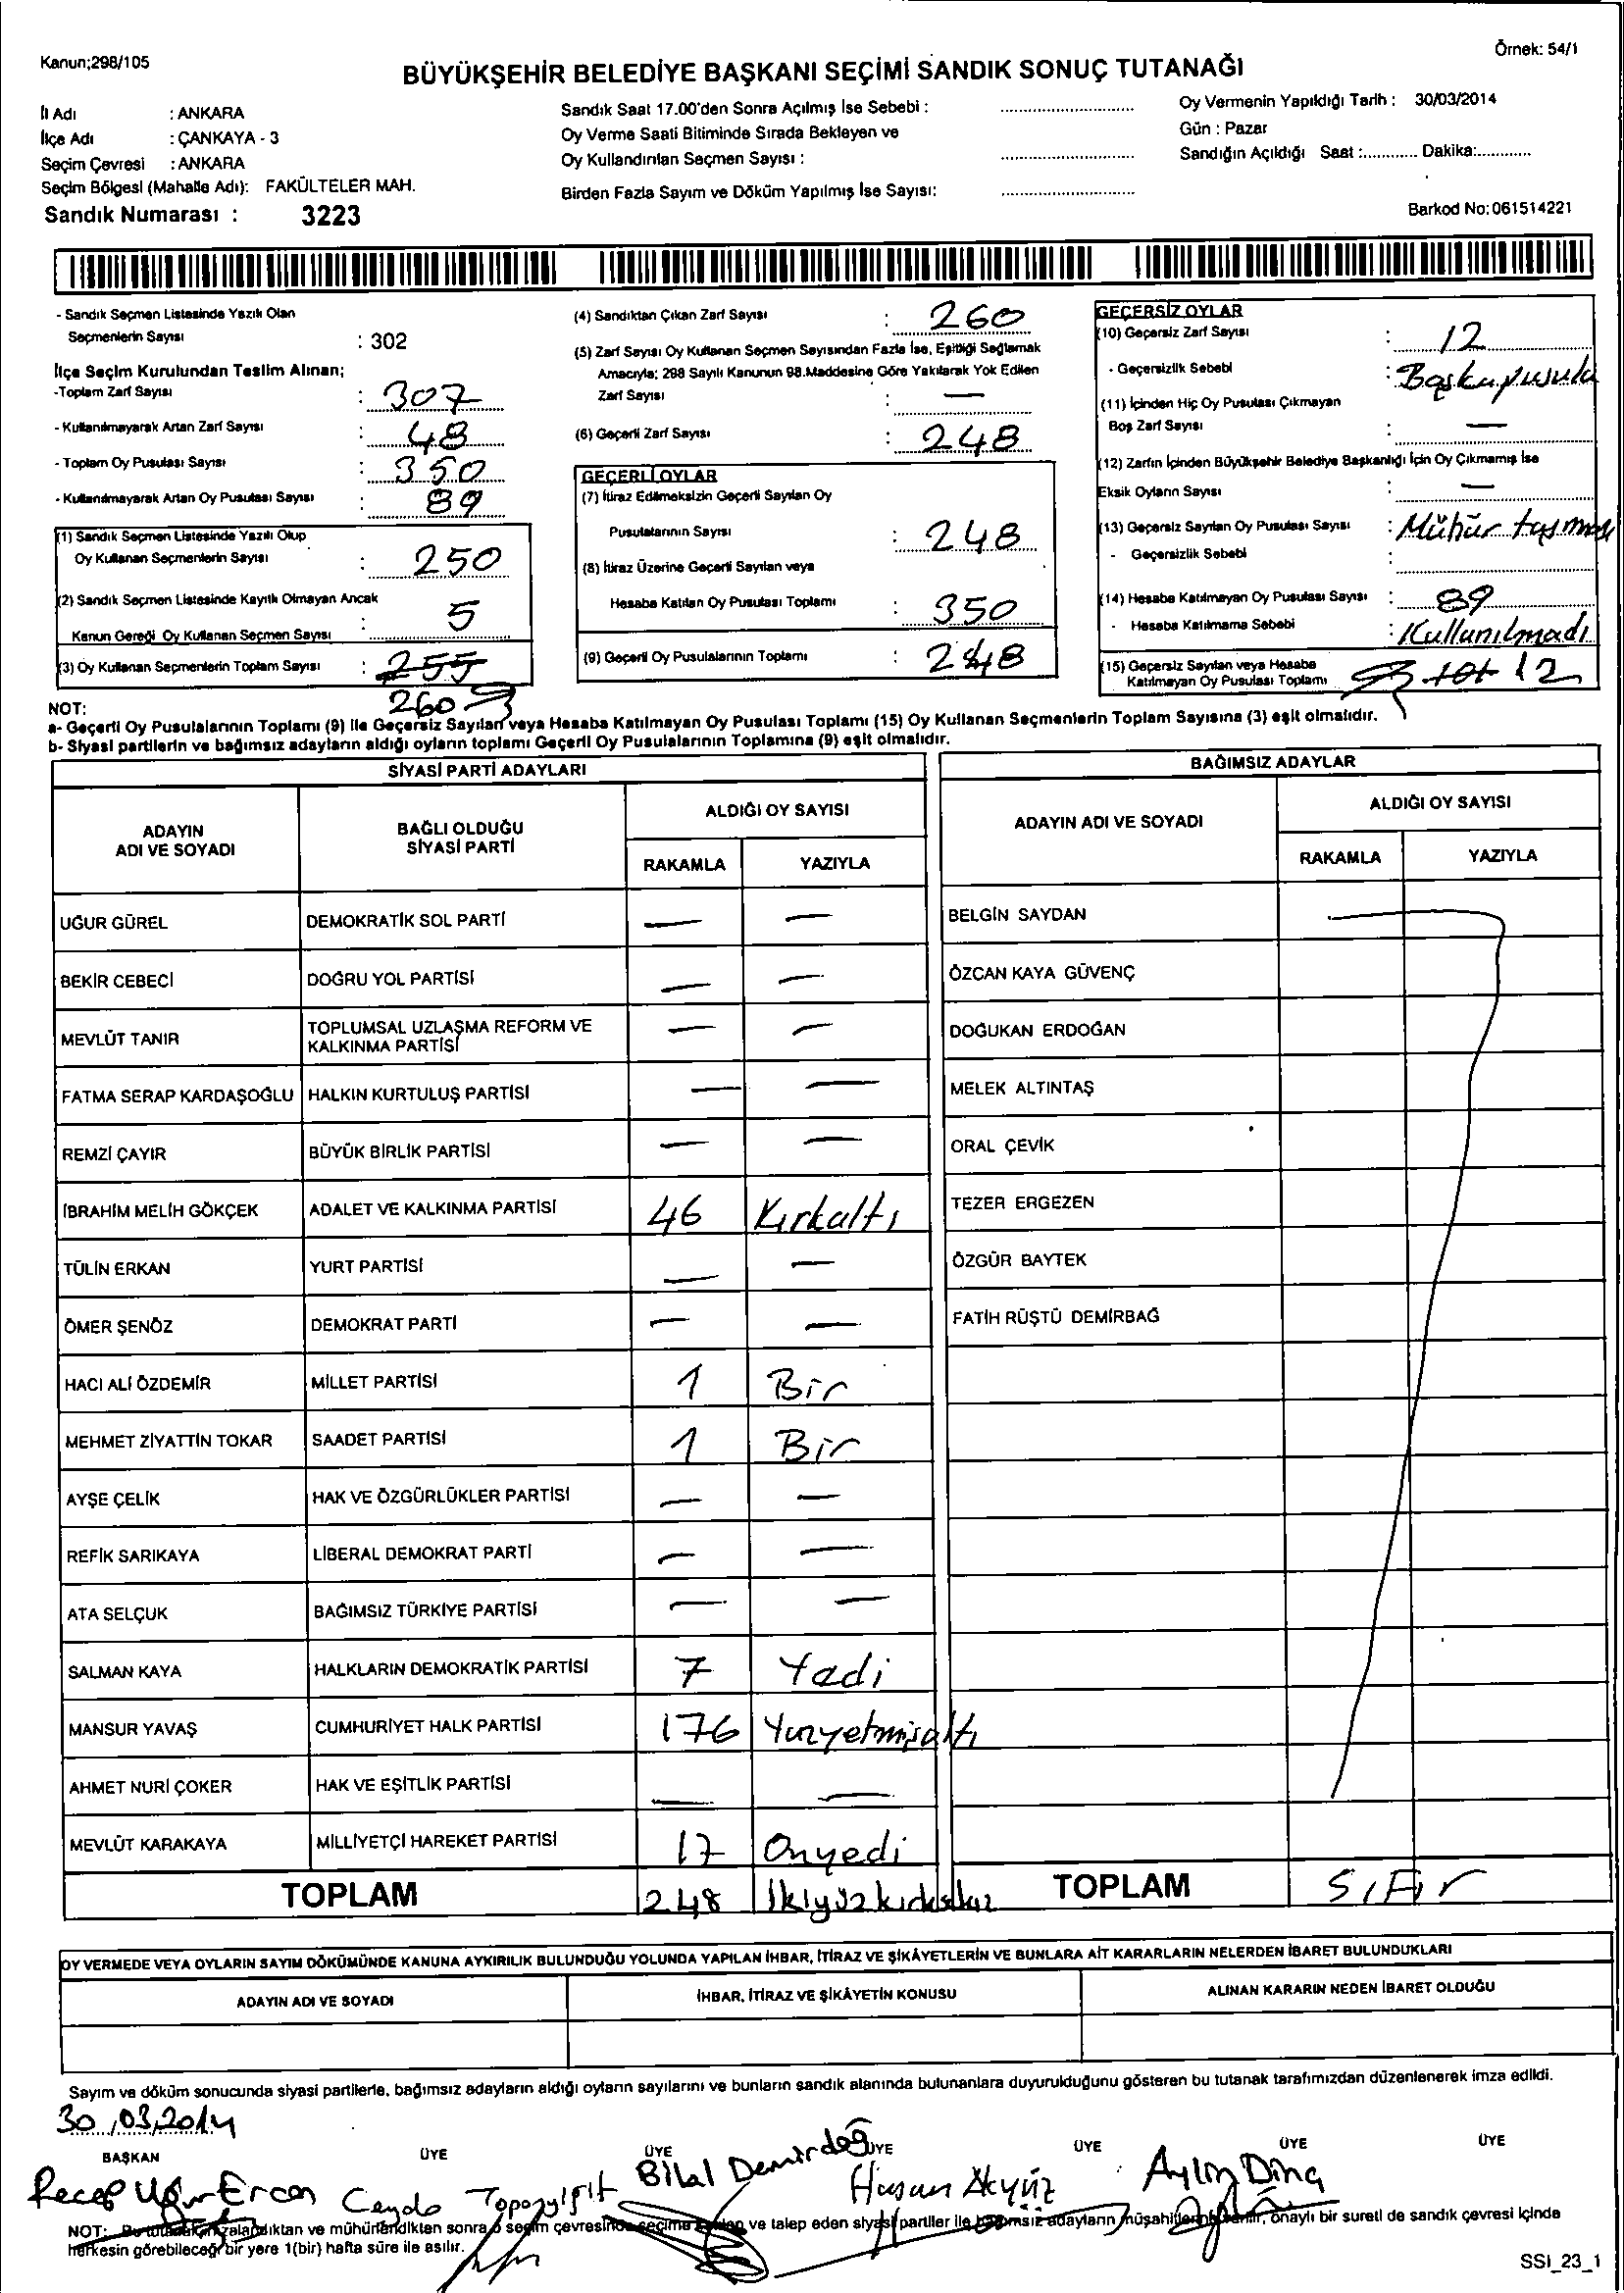 Kanun;298/105
Örnek: 54/1
BÜYÜKŞEHİR BELEDİYE BAŞKANI SEÇİMİ SANDIK SONUÇ TUTANAĞI
İl Adı : ANKARA
İlçe Adı : ÇANKAYA - 3
Seçim Çevresi : ANKARA
Seçim Bölgesi (Mahalle Adı): FAKÜLTELER MAH.
Sandık Numarası : 3223
Sandık Saat 17.00'den Sonra Açılmış İse Sebebi :
Oy Verme Saati Bitiminde Sırada Bekleyen ve
Oy Kullandırılan Seçmen Sayısı :
Birden Fazla Sayım ve Döküm Yapılmış İse Sayısı:
Oy Vermenin Yapıldığı Tarih : 30/03/2014
Gün : Pazar
Sandığın Açıldığı Saat :............ Dakika:............
Barkod No:061514221
- Sandık Seçmen Listesinde Yazılı Olan
Seçmenlerin Sayısı : 302
İlçe Seçim Kurulundan Teslim Alınan;
-Toplam Zarf Sayısı : 307
- Kullanılmayarak Artan Zarf Sayısı : 48
- Toplam Oy Pusulası Sayısı : 350
- Kullanılmayarak Artan Oy Pusulası Sayısı : 89
(1) Sandık Seçmen Listesinde Yazılı Olup
Oy Kullanan Seçmenlerin Sayısı : 250
(2) Sandık Seçmen Listesinde Kayıtlı Olmayan Ancak
Kanun Gereği Oy Kullanan Seçmen Sayısı : 5
(3) Oy Kullanan Seçmenlerin Toplam Sayısı : 255
260
(4) Sandıktan Çıkan Zarf Sayısı : 260
(5) Zarf Sayısı Oy Kullanan Seçmen Sayısından Fazla İse, Eşitliği Sağlamak
Amacıyla; 298 Sayılı Kanunun 98.Maddesine Göre Yakılarak Yok Edilen
Zarf Sayısı : —
(6) Geçerli Zarf Sayısı : 248
GEÇERLİ OYLAR
(7) İtiraz Edilmeksizin Geçerli Sayılan Oy
Pusulalarının Sayısı : 248
(8) İtiraz Üzerine Geçerli Sayılan veya
Hesaba Katılan Oy Pusulası Toplamı : 350
(9) Geçerli Oy Pusulalarının Toplamı : 248
GEÇERSİZ OYLAR
(10) Geçersiz Zarf Sayısı : 12
- Geçersizlik Sebebi : Başka pusula
(11) İçinden Hiç Oy Pusulası Çıkmayan
Boş Zarf Sayısı : —
(12) Zarfın İçinden Büyükşehir Belediye Başkanlığı İçin Oy Çıkmamış İse
Eksik Oyların Sayısı : —
(13) Geçersiz Sayılan Oy Pusulası Sayısı : Mühür taşması
- Geçersizlik Sebebi :
(14) Hesaba Katılmayan Oy Pusulası Sayısı : 89
- Hesaba Katılmama Sebebi : Kullanılmadı
(15) Geçersiz Sayılan veya Hesaba
Katılmayan Oy Pusulası Toplamı 101 12
NOT:
a- Geçerli Oy Pusulalarının Toplamı (9) ile Geçersiz Sayılan veya Hesaba Katılmayan Oy Pusulası Toplamı (15) Oy Kullanan Seçmenlerin Toplam Sayısına (3) eşit olmalıdır.
b- Siyasi partilerin ve bağımsız adayların aldığı oyların toplamı Geçerli Oy Pusulalarının Toplamına (9) eşit olmalıdır.
SİYASİ PARTİ ADAYLARI
ADAYIN ADI VE SOYADI
BAĞLI OLDUĞU SİYASİ PARTİ
ALDIĞI OY SAYISI
RAKAMLA YAZIYLA
UĞUR GÜREL DEMOKRATİK SOL PARTİ — —
BEKİR CEBECİ DOĞRU YOL PARTİSİ — —
MEVLÜT TANIR TOPLUMSAL UZLAŞMA REFORM VE KALKINMA PARTİSİ — —
FATMA SERAP KARDAŞOĞLU HALKIN KURTULUŞ PARTİSİ — —
REMZİ ÇAYIR BÜYÜK BİRLİK PARTİSİ — —
İBRAHİM MELİH GÖKÇEK ADALET VE KALKINMA PARTİSİ 46 Kırkaltı
TÜLİN ERKAN YURT PARTİSİ — —
ÖMER ŞENÖZ DEMOKRAT PARTİ — —
HACI ALİ ÖZDEMİR MİLLET PARTİSİ 1 Bir
MEHMET ZİYATTİN TOKAR SAADET PARTİSİ 1 Bir
AYŞE ÇELİK HAK VE ÖZGÜRLÜKLER PARTİSİ — —
REFİK SARIKAYA LİBERAL DEMOKRAT PARTİ — —
ATA SELÇUK BAĞIMSIZ TÜRKİYE PARTİSİ — —
SALMAN KAYA HALKLARIN DEMOKRATİK PARTİSİ 7 Yedi
MANSUR YAVAŞ CUMHURİYET HALK PARTİSİ 176 Yüzyetmişaltı
AHMET NURİ ÇOKER HAK VE EŞİTLİK PARTİSİ — —
MEVLÜT KARAKAYA MİLLİYETÇİ HAREKET PARTİSİ 17 Onyedi
TOPLAM 248 İkiyüzkırksekiz
BAĞIMSIZ ADAYLAR
ADAYIN ADI VE SOYADI
ALDIĞI OY SAYISI
RAKAMLA YAZIYLA
BELGİN SAYDAN
ÖZCAN KAYA GÜVENÇ
DOĞUKAN ERDOĞAN
MELEK ALTINTAŞ
ORAL ÇEVİK
TEZER ERGEZEN
ÖZGÜR BAYTEK
FATİH RÜŞTÜ DEMİRBAĞ
TOPLAM Sıfır
OY VERMEDE VEYA OYLARIN SAYIM DÖKÜMÜNDE KANUNA AYKIRILIK BULUNDUĞU YOLUNDA YAPILAN İHBAR, İTİRAZ VE ŞİKÂYETLERİN VE BUNLARA AİT KARARLARIN NELERDEN İBARET BULUNDUKLARI
ADAYIN ADI VE SOYADI
İHBAR, İTİRAZ VE ŞİKÂYETİN KONUSU
ALINAN KARARIN NEDEN İBARET OLDUĞU
Sayım ve döküm sonucunda siyasi partilerle, bağımsız adayların aldığı oyların sayılarını ve bunların sandık alanında bulunanlara duyurulduğunu gösteren bu tutanak tarafımızdan düzenlenerek imza edildi.
30,03,2014
BAŞKAN ÜYE ÜYE ÜYE ÜYE ÜYE ÜYE
Recep Uğur Ercan Ceyda Topozyiğit Bilal Demirdağ Hasan Akyüz Aylin Dinç
NOT: Bu tutanak imzalandıktan ve mühürlendikten sonra o seçim çevresinde seçime katılan ve talep eden siyasi partiler ile bağımsız adayların müşahitlerine verilir, onaylı bir sureti de sandık çevresi içinde
herkesin görebileceği bir yere 1(bir) hafta süre ile asılır.
SSI_23_1